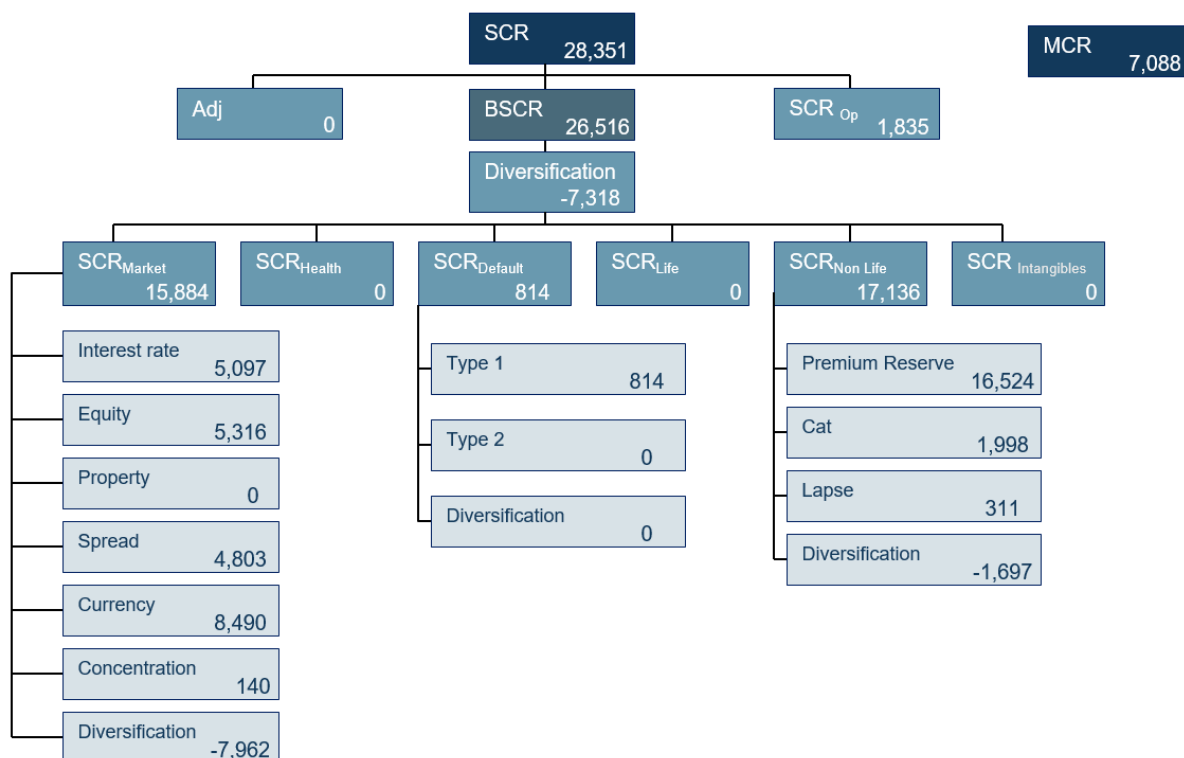 SCR
28,351
MCR
7,088
Adj
0
BSCR
26,516
SCR Op
1,835
Diversification
-7,318
SCRMarket
15,884
SCRHealth
0
SCRDefault
814
SCRLife
0
SCRNon Life
17,136
SCR Intangibles
0
Interest rate
5,097
Equity
5,316
Property
0
Spread
4,803
Currency
8,490
Concentration
140
Diversification
-7,962
Type 1
814
Type 2
0
Diversification
0
Premium Reserve
16,524
Cat
1,998
Lapse
311
Diversification
-1,697